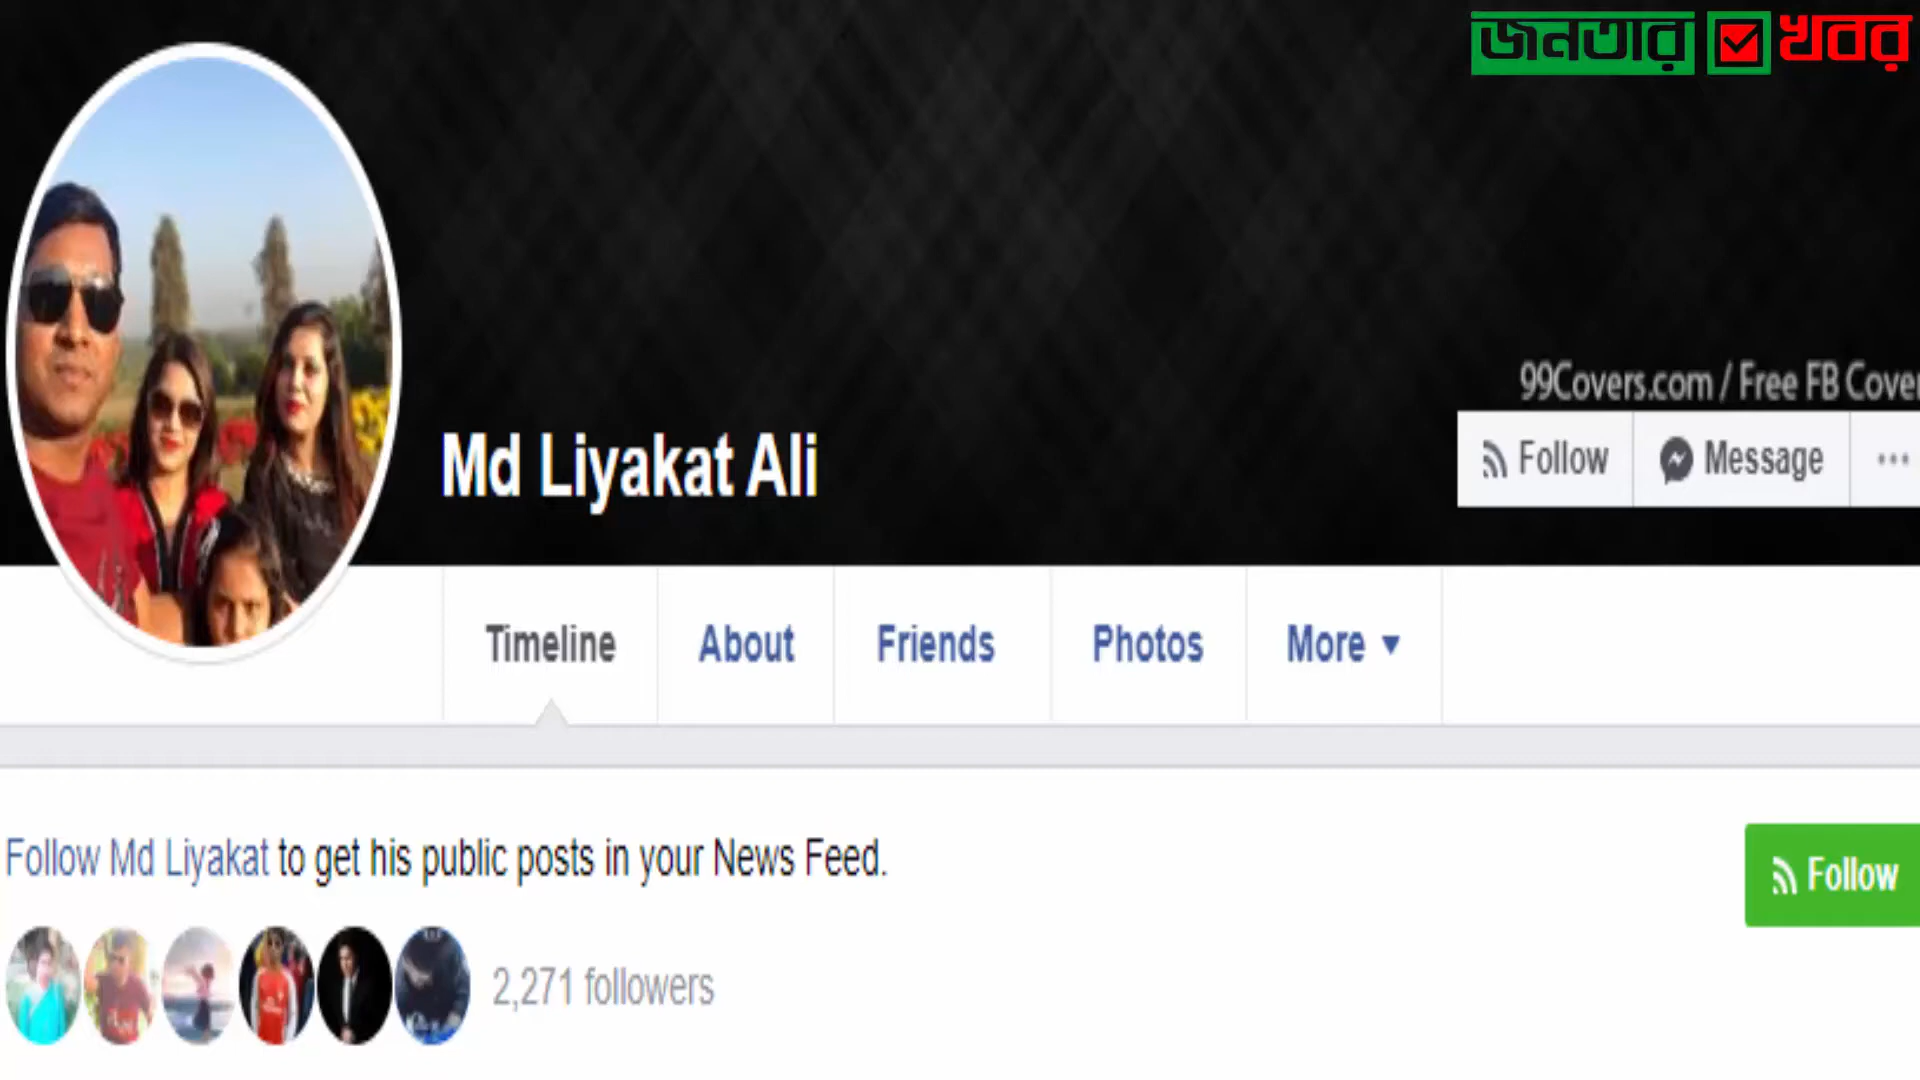 জনতার খবর
99Covers.com / Free FB Cover
Md Liyakat Ali
Follow
Message
Timeline
About
Friends
Photos
More
Follow Md Liyakat to get his public posts in your News Feed.
Follow
2,271 followers